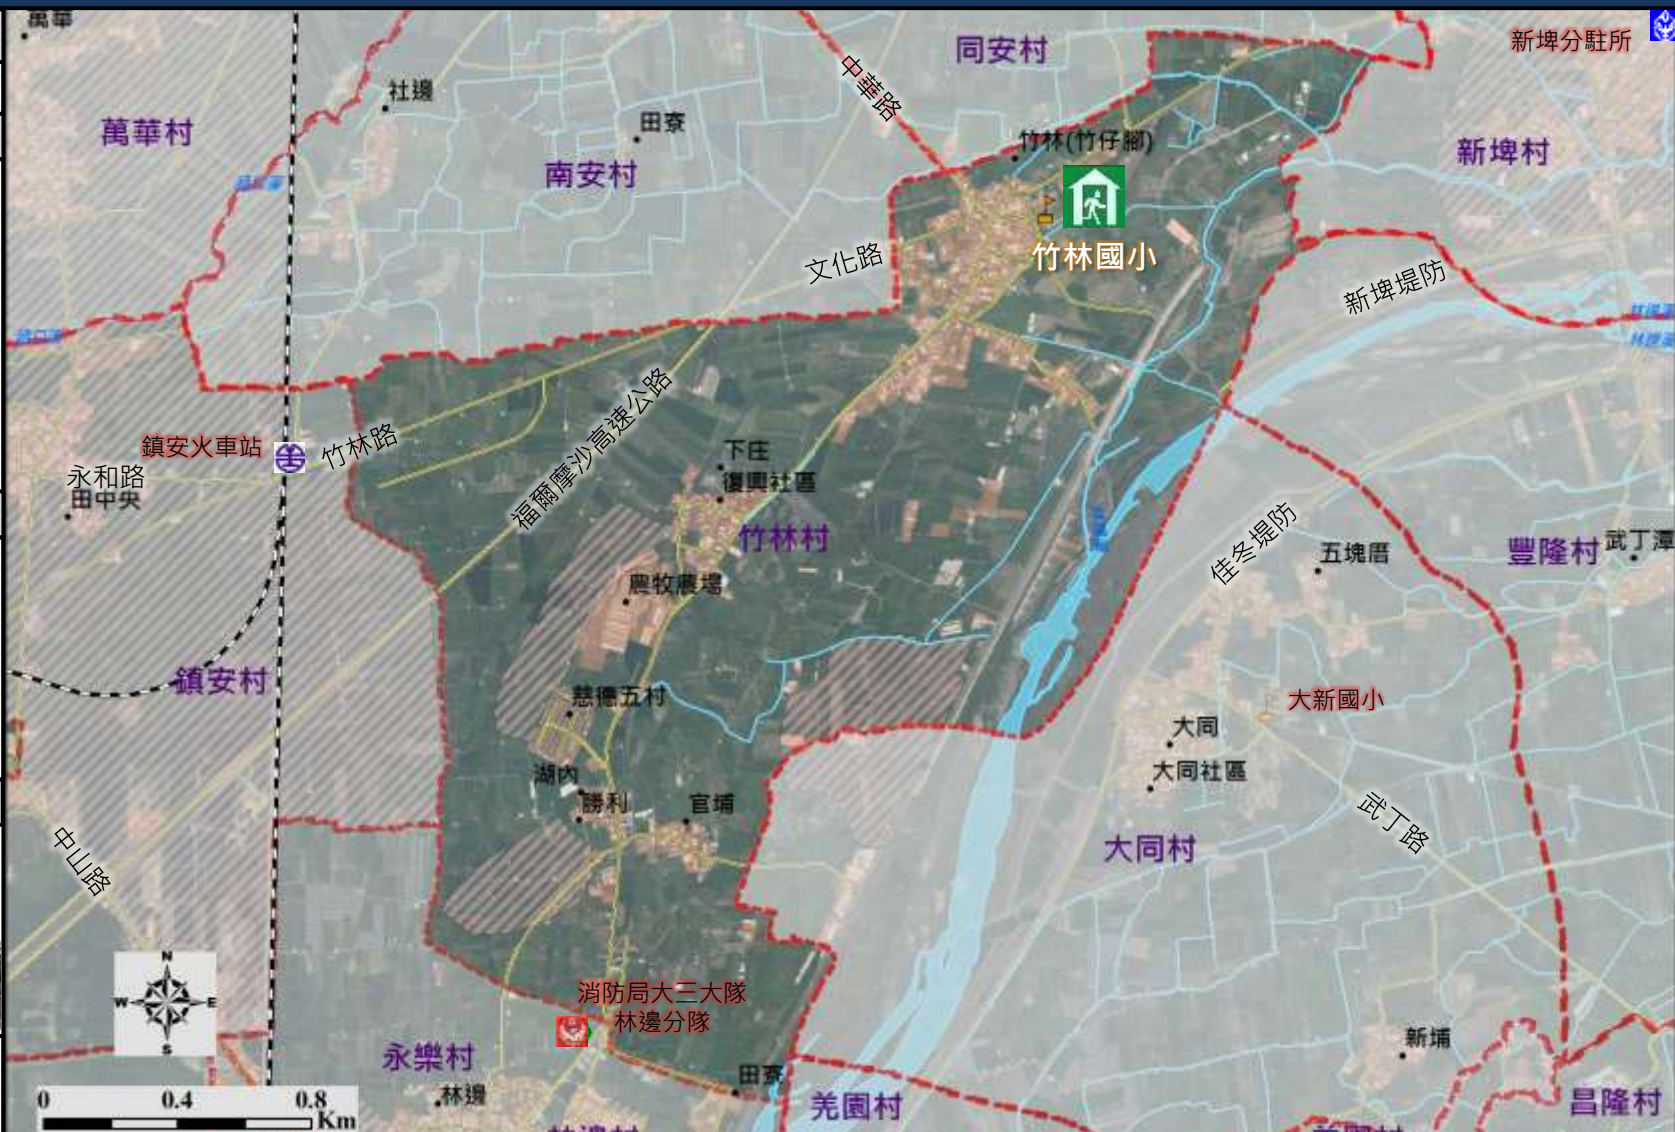 萬華
同安村
新埤分駐所
中華路
社邊
萬華村
田寮
竹林(竹仔腳)
新埤村
南安村
文化路
竹林國小
新埤堤防
福爾摩沙高速公路
竹林路
鎮安火車站
永和路
田中央
下庄
復興社區
竹林村
佳冬堤防
五塊厝
豐隆村
武丁潭
農牧農場
鎮安村
慈德五村
大新國小
大同
大同社區
湖內
勝利
官埔
武丁路
中山路
大同村
N
W
E
S
消防局大三大隊
林邊分隊
新埔
永樂村
田寮
林邊
羌園村
昌隆村
0 0.4 0.8
Km